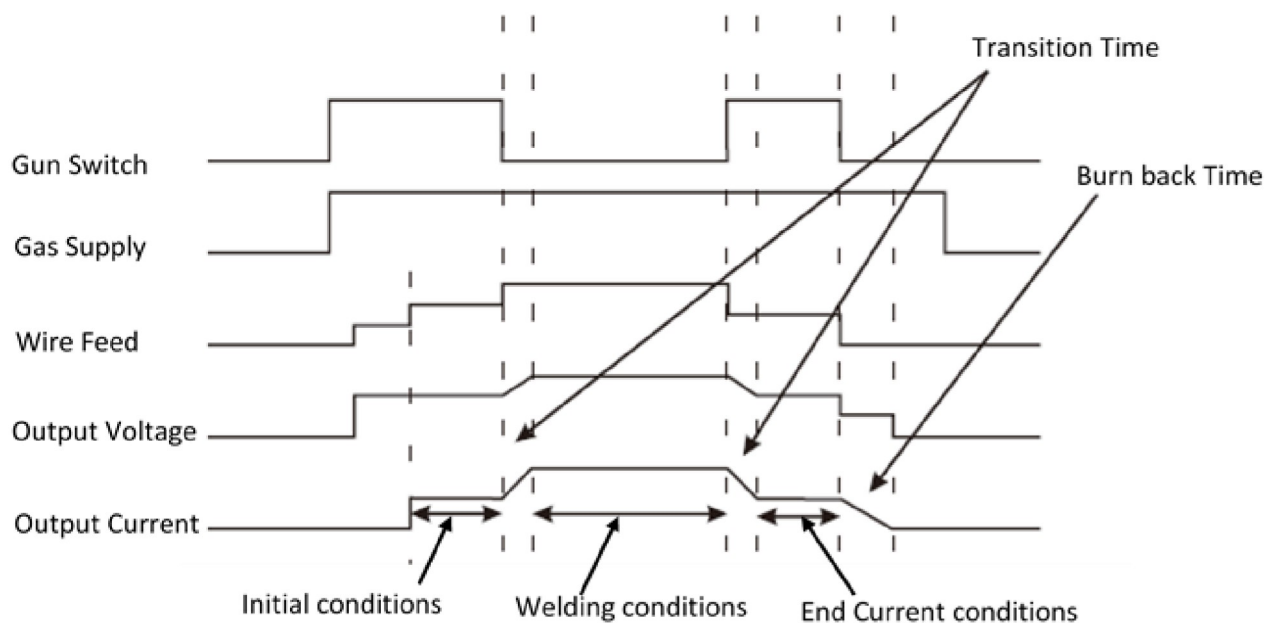 Transition Time
Gun Switch
Burn back Time
Gas Supply
Wire Feed
Output Voltage
Output Current
Initial conditions
Welding conditions
End Current conditions